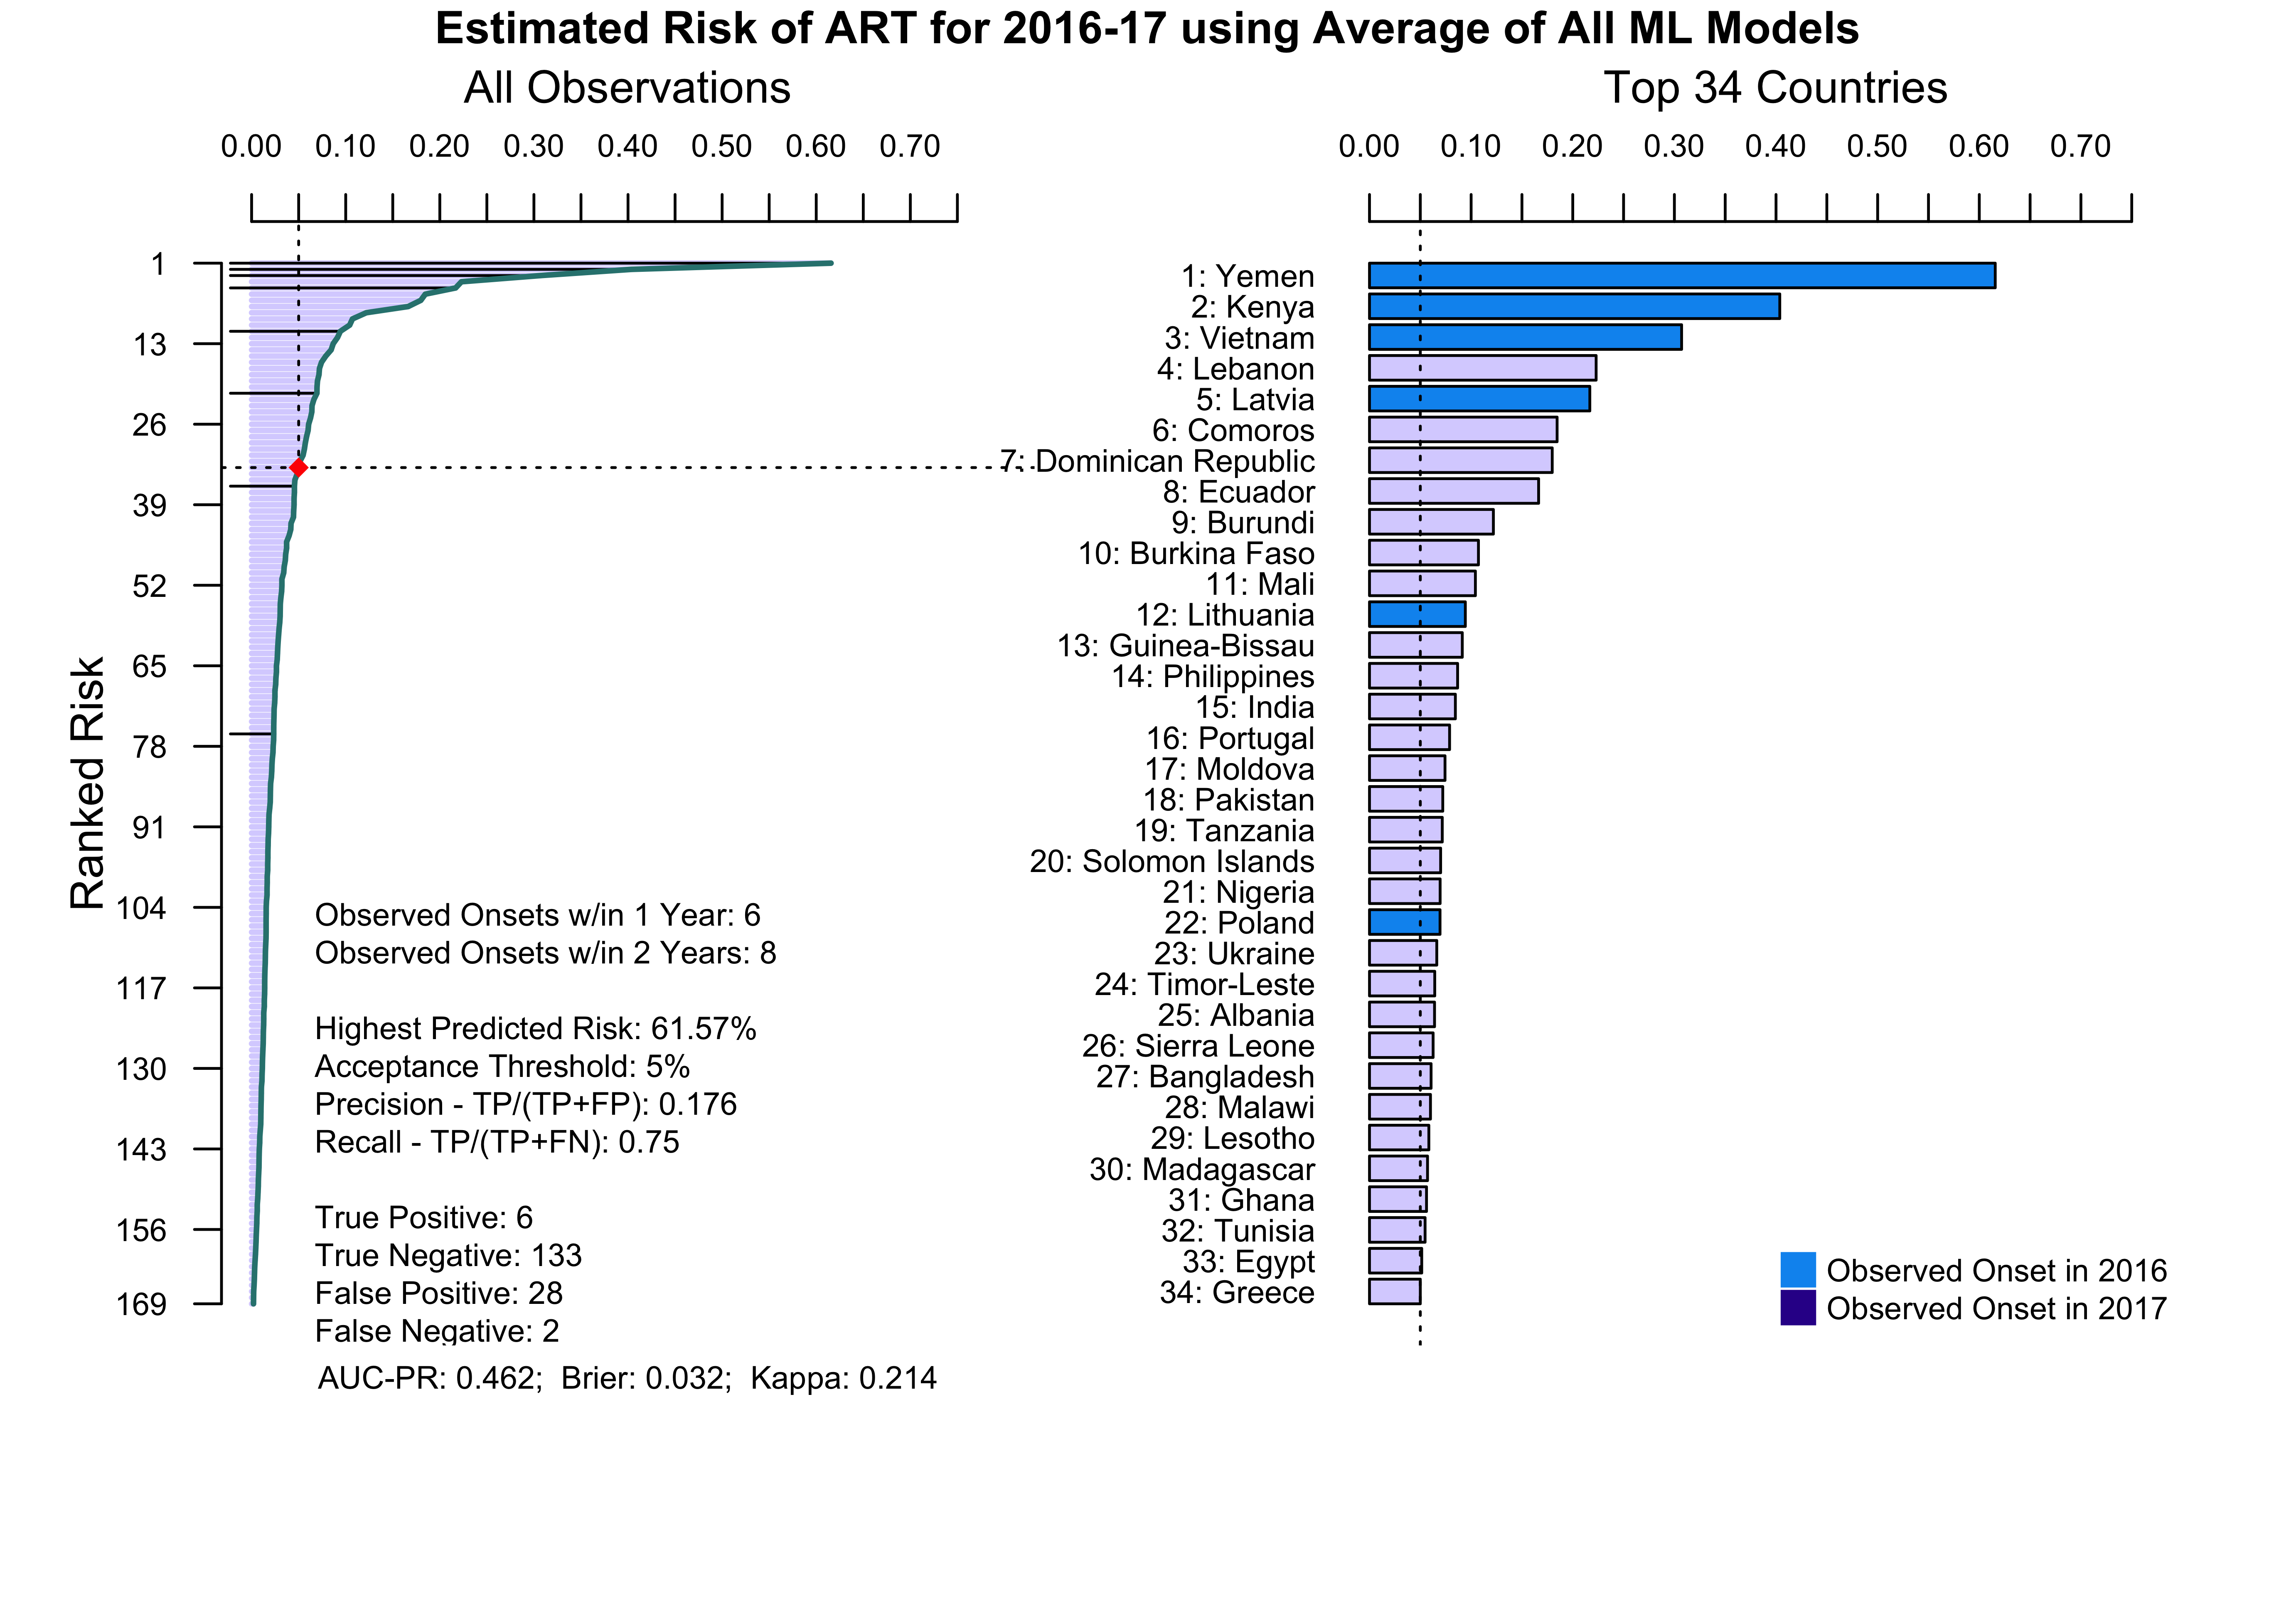 Estimated Risk of ART for 2016-17 using Average of All ML Models
All Observations
0.00 0.10 0.20 0.30 0.40 0.50 0.60 0.70
Ranked Risk
1
13
26
39
52
65
78
91
104
117
130
143
156
169
Observed Onsets w/in 1 Year: 6
Observed Onsets w/in 2 Years: 8
Highest Predicted Risk: 61.57%
Acceptance Threshold: 5%
Precision - TP/(TP+FP): 0.176
Recall - TP/(TP+FN): 0.75
True Positive: 6
True Negative: 133
False Positive: 28
False Negative: 2
AUC-PR: 0.462; Brier: 0.032; Kappa: 0.214
Top 34 Countries
0.00 0.10 0.20 0.30 0.40 0.50 0.60 0.70
1: Yemen
2: Kenya
3: Vietnam
4: Lebanon
5: Latvia
6: Comoros
7: Dominican Republic
8: Ecuador
9: Burundi
10: Burkina Faso
11: Mali
12: Lithuania
13: Guinea-Bissau
14: Philippines
15: India
16: Portugal
17: Moldova
18: Pakistan
19: Tanzania
20: Solomon Islands
21: Nigeria
22: Poland
23: Ukraine
24: Timor-Leste
25: Albania
26: Sierra Leone
27: Bangladesh
28: Malawi
29: Lesotho
30: Madagascar
31: Ghana
32: Tunisia
33: Egypt
34: Greece
Observed Onset in 2016
Observed Onset in 2017